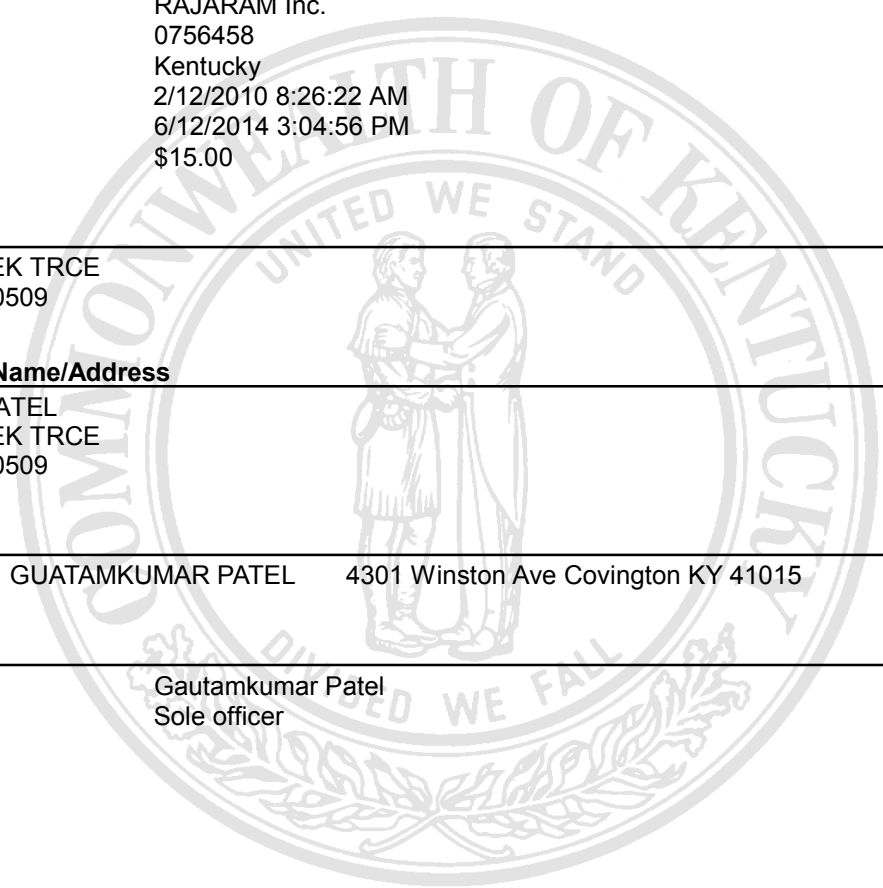 RAJARAM Inc.
0756458
Kentucky
2/12/2010 8:26:22 AM
6/12/2014 3:04:56 PM
$15.00
COMMONWEALTH OF KENTUCKY
UNITED WE STAND
EK TRCE
0509
Name/Address
ATEL
EK TRCE
0509
GUATAMKUMAR PATEL 4301 Winston Ave Covington KY 41015
DIVIDED WE FALL
Gautamkumar Patel
Sole officer